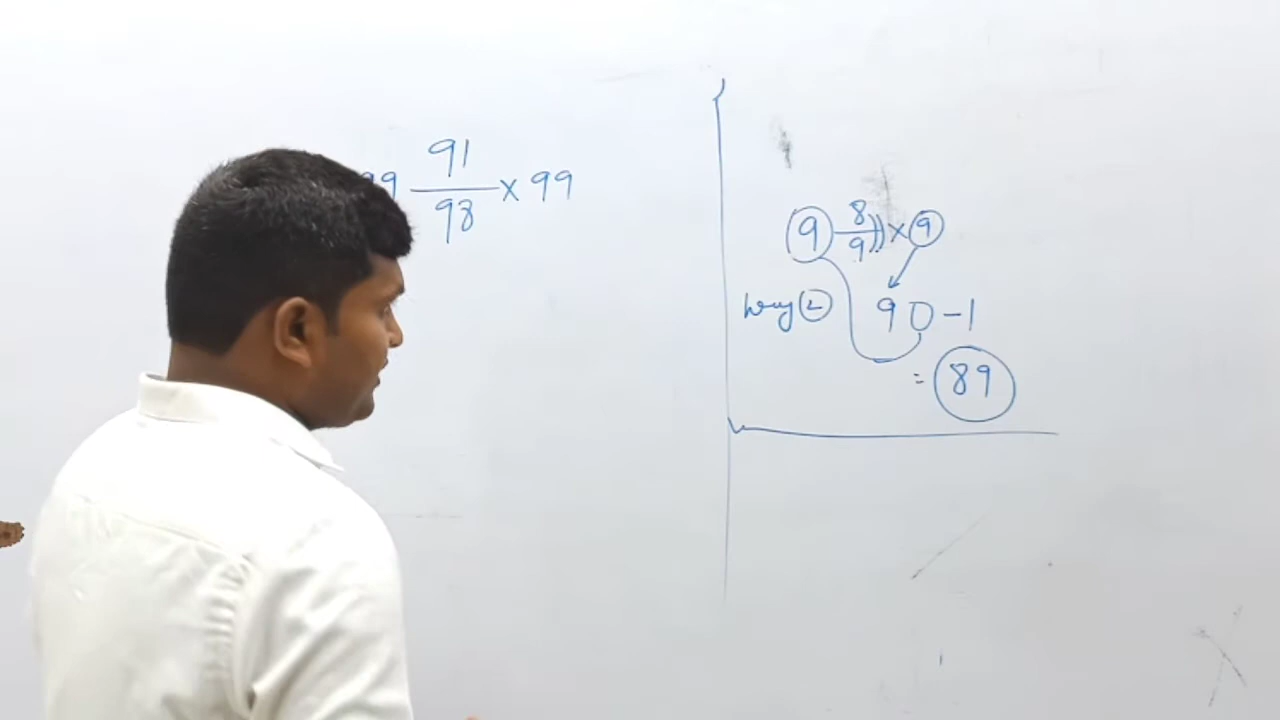 99 91/98 × 99
9 8/9)) × 9
way 2
90 - 1
= 89